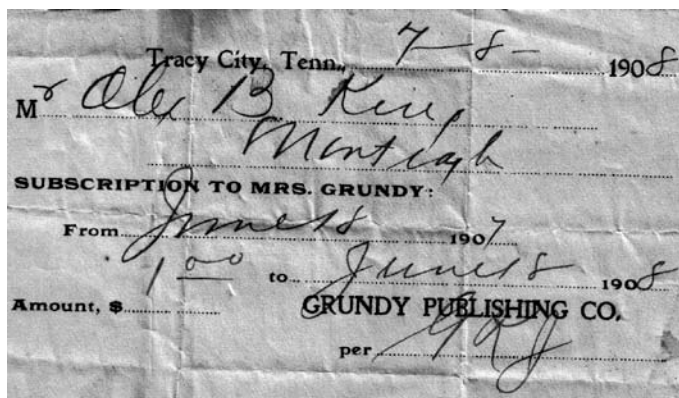 Tracy City, Tenn., 7-8- 1908
Mr B King
Monteagle
SUBSCRIPTION TO MRS. GRUNDY:
From June 18 1907
to June 18 1908
Amount, $ 1.00
GRUNDY PUBLISHING CO.
per